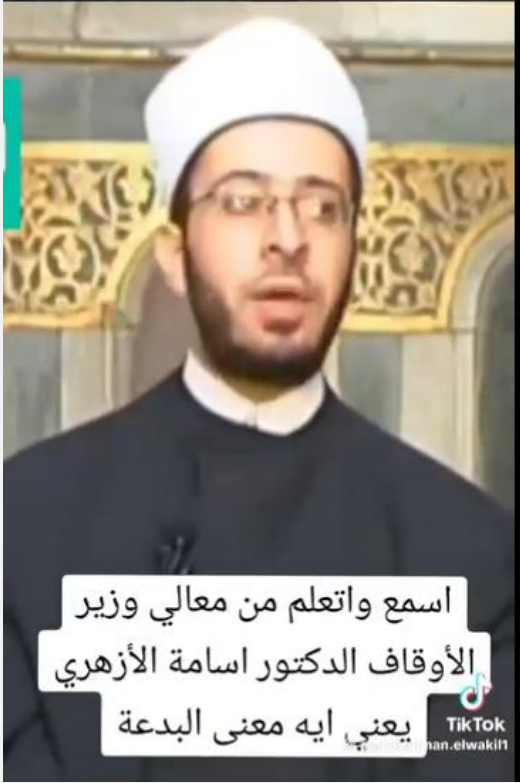 اسمع واتعلم من معالي وزير
الأوقاف الدكتور اسامة الأزهري
يعني ايه معنى البدعة
TikTok